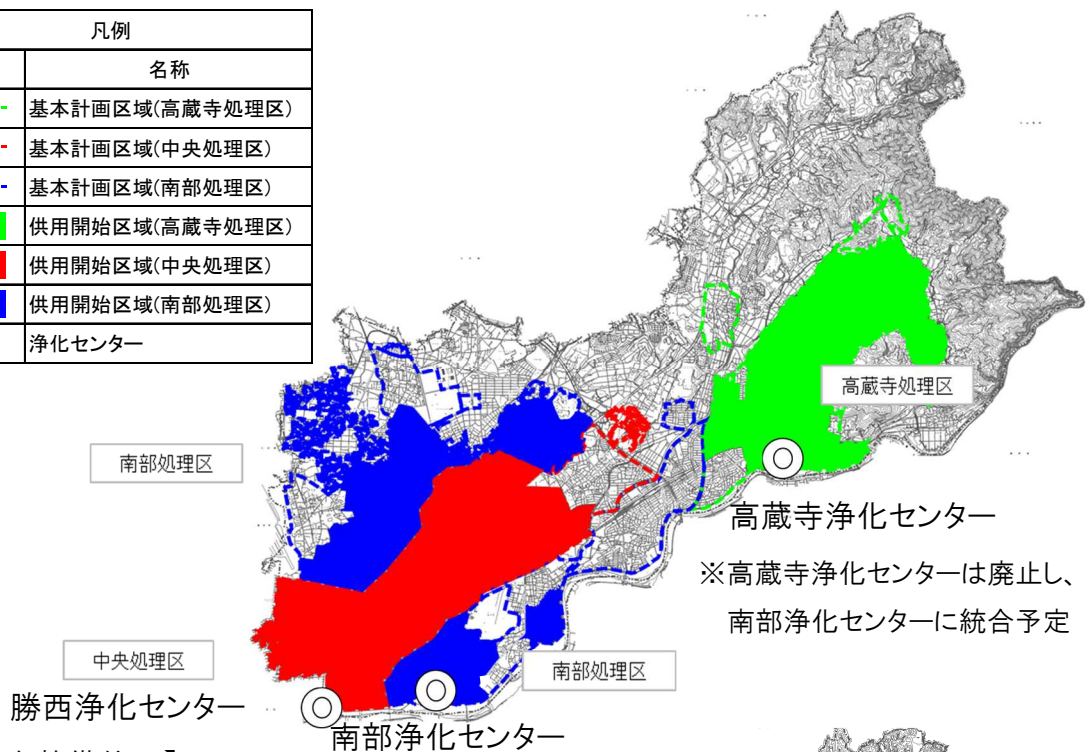 凡例
名称
基本計画区域(高蔵寺処理区)
基本計画区域(中央処理区)
基本計画区域(南部処理区)
供用開始区域(高蔵寺処理区)
供用開始区域(中央処理区)
供用開始区域(南部処理区)
浄化センター
高蔵寺処理区
南部処理区
高蔵寺浄化センター
※高蔵寺浄化センターは廃止し、
南部浄化センターに統合予定
中央処理区
南部処理区
勝西浄化センター
南部浄化センター